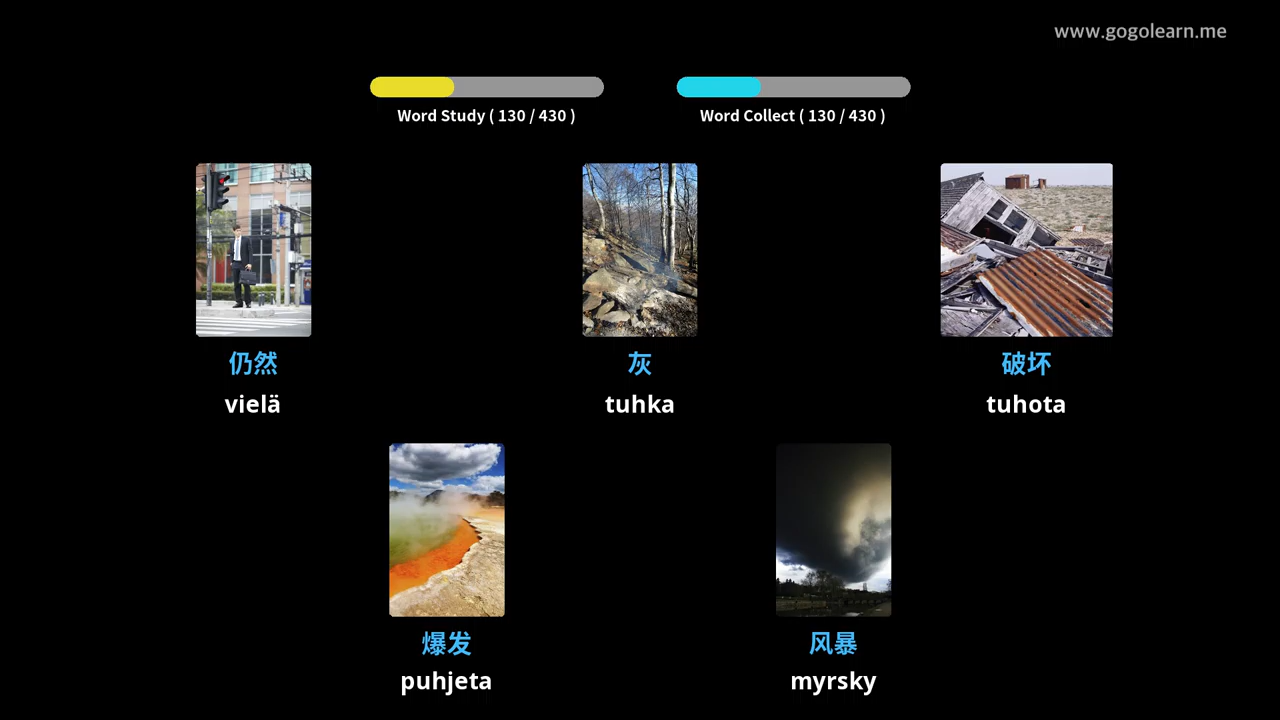 www.gogolearn.me
Word Study ( 130 / 430 )
Word Collect ( 130 / 430 )
仍然
vielä
灰
tuhka
破坏
tuhota
爆发
puhjeta
风暴
myrsky